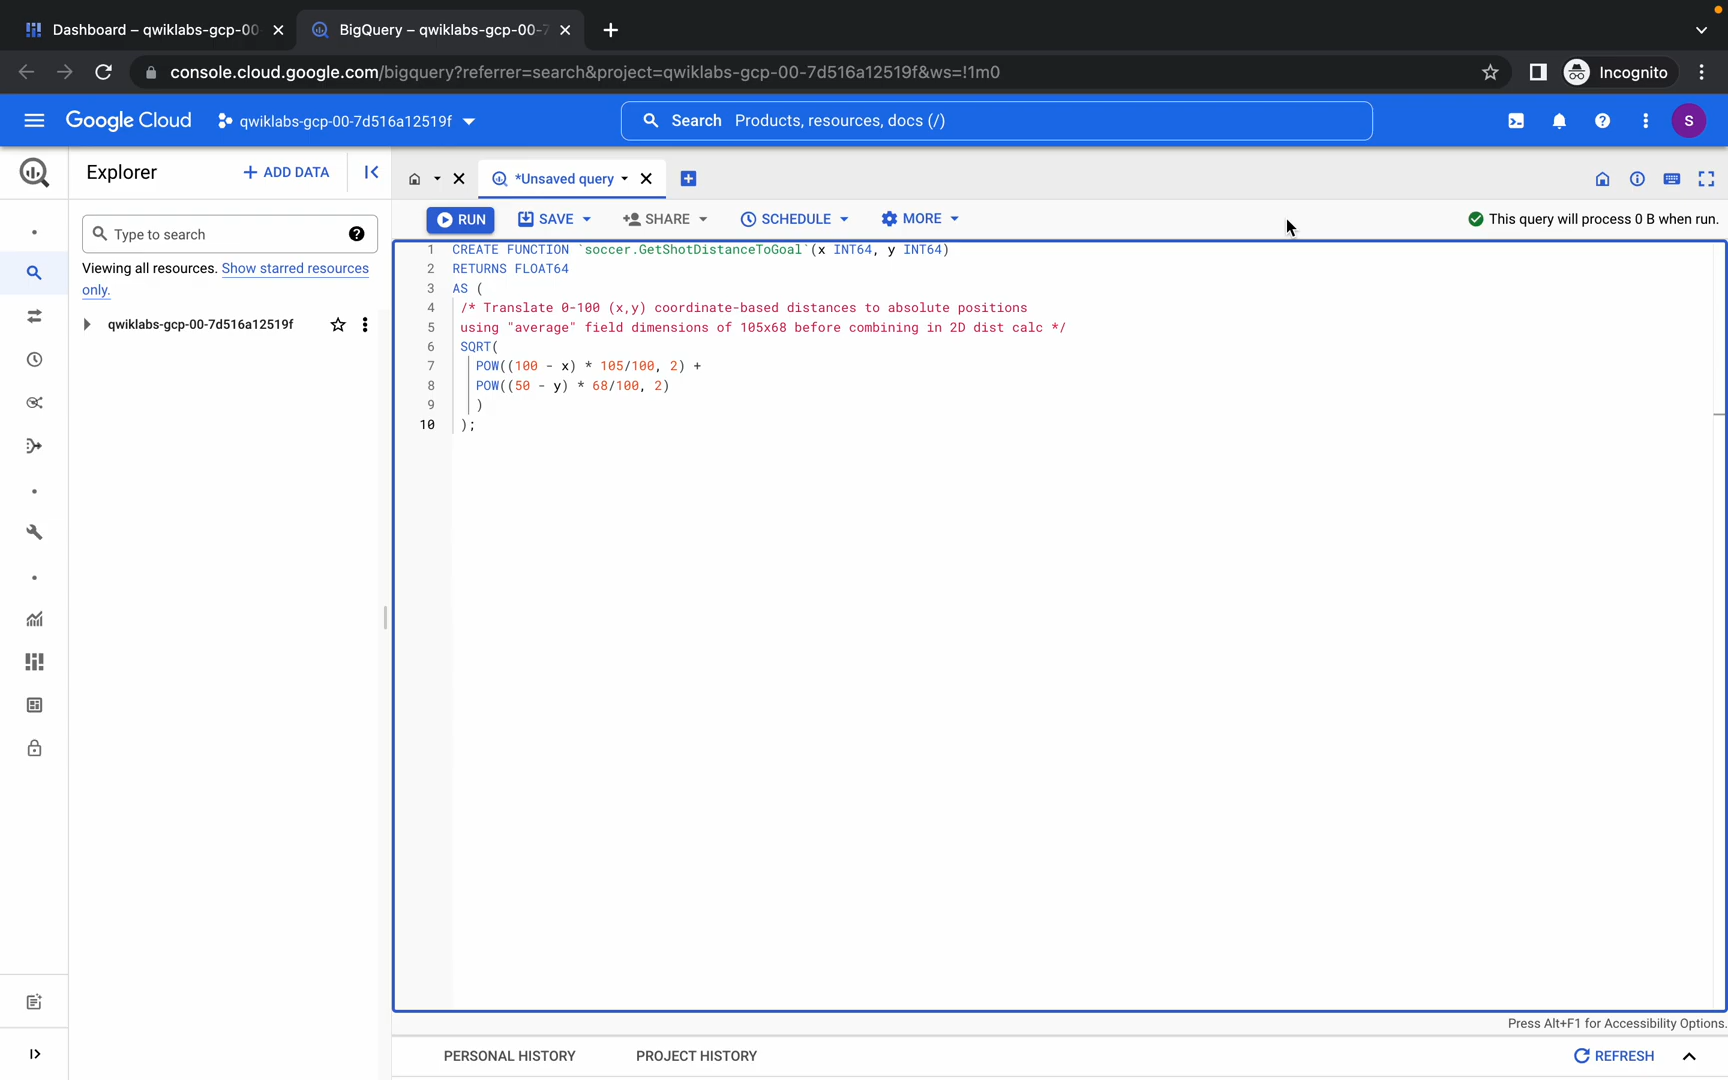 Dashboard – qwiklabs-gcp-00
BigQuery – qwiklabs-gcp-00-7
console.cloud.google.com/bigquery?referrer=search&project=qwiklabs-gcp-00-7d516a12519f&ws=!1m0
Incognito
Google Cloud
qwiklabs-gcp-00-7d516a12519f
Search Products, resources, docs (/)
S
Explorer
ADD DATA
*Unsaved query
Type to search
Viewing all resources. Show starred resources
only.
qwiklabs-gcp-00-7d516a12519f
RUN SAVE SHARE SCHEDULE MORE
This query will process 0 B when run.
1 CREATE FUNCTION `soccer.GetShotDistanceToGoal`(x INT64, y INT64)
2 RETURNS FLOAT64
3 AS (
4 /* Translate 0-100 (x,y) coordinate-based distances to absolute positions
5 using "average" field dimensions of 105x68 before combining in 2D dist calc */
6 SQRT(
7 POW((100 - x) * 105/100, 2) +
8 POW((50 - y) * 68/100, 2)
9 )
10 );
Press Alt+F1 for Accessibility Options.
PERSONAL HISTORY PROJECT HISTORY
REFRESH